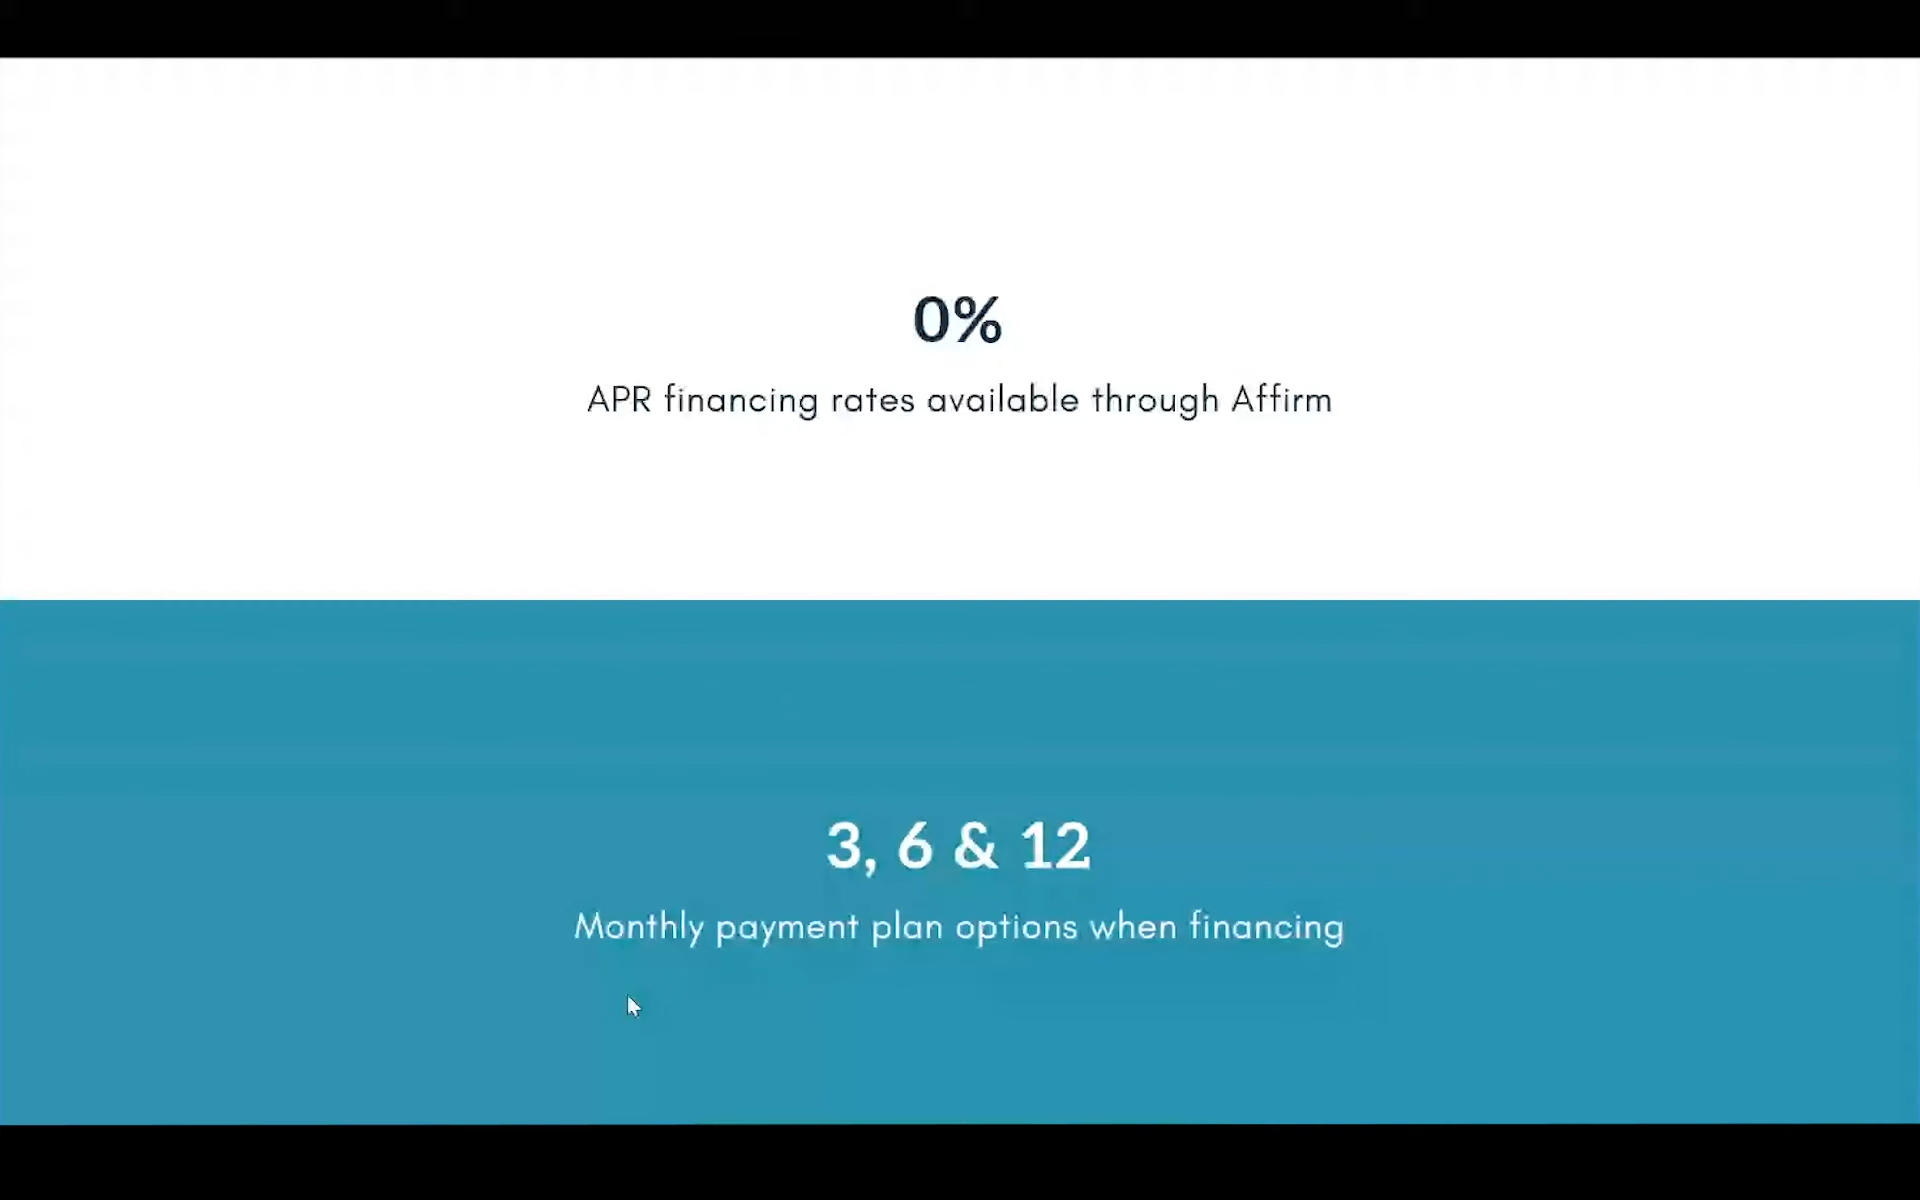 0%
APR financing rates available through Affirm
3, 6 & 12
Monthly payment plan options when financing